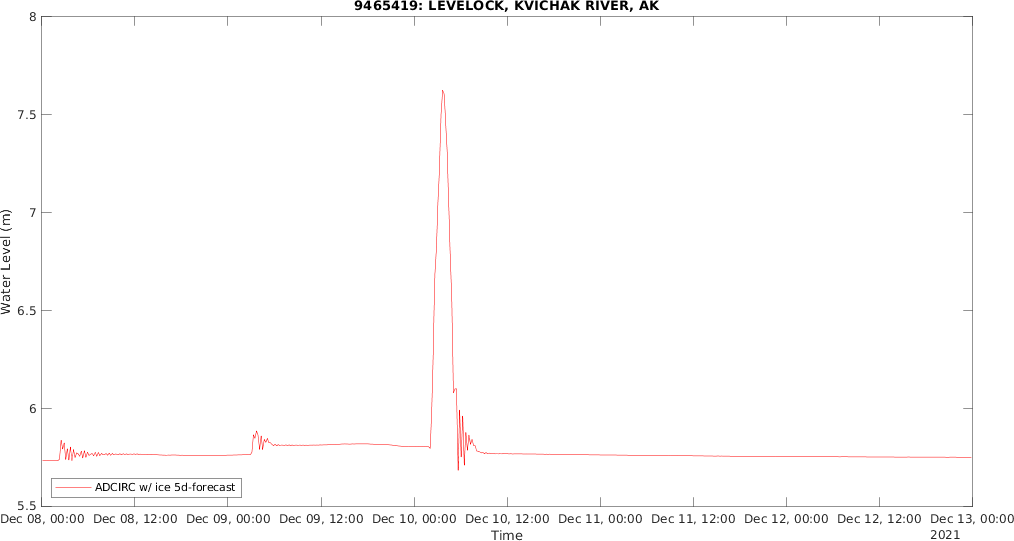 9465419: LEVELOCK, KVICHAK RIVER, AK
8
7.5
7
6.5
6
5.5
Water Level (m)
ADCIRC w/ ice 5d-forecast
Dec 08, 00:00 Dec 08, 12:00 Dec 09, 00:00 Dec 09, 12:00 Dec 10, 00:00 Dec 10, 12:00 Dec 11, 00:00 Dec 11, 12:00 Dec 12, 00:00 Dec 12, 12:00 Dec 13, 00:00
Time
2021